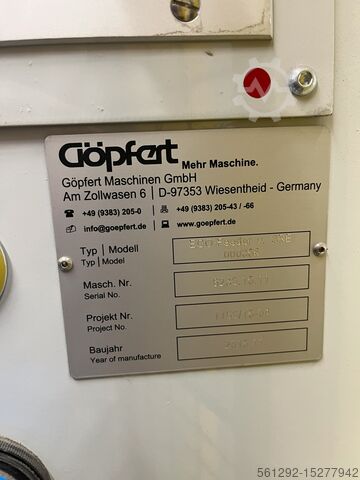 Göpfert Mehr Maschine.
Göpfert Maschinen GmbH
Am Zollwasen 6 | D-97353 Wiesentheid - Germany
+49 (9383) 205-0 +49 (9383) 205-43 / -66
info@goepfert.de www.goepfert.de
Typ | Modell
Typ | Model
Masch. Nr.
Serial No.
Projekt Nr.
Project No.
Baujahr
Year of manufacture
561292-15277942